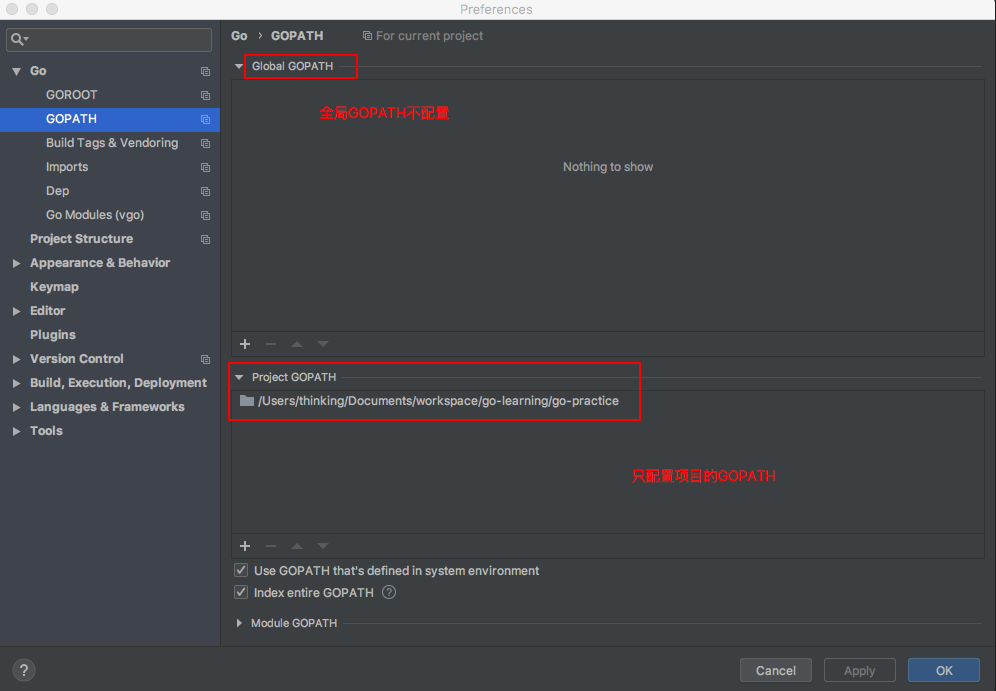 Preferences
Go › GOPATH For current project
Go
GOROOT
GOPATH
Build Tags & Vendoring
Imports
Dep
Go Modules (vgo)
Project Structure
Appearance & Behavior
Keymap
Editor
Plugins
Version Control
Build, Execution, Deployment
Languages & Frameworks
Tools
Global GOPATH
全局GOPATH不配置
Nothing to show
Project GOPATH
/Users/thinking/Documents/workspace/go-learning/go-practice
只配置项目的GOPATH
Use GOPATH that's defined in system environment
Index entire GOPATH ?
Module GOPATH
? Cancel Apply OK